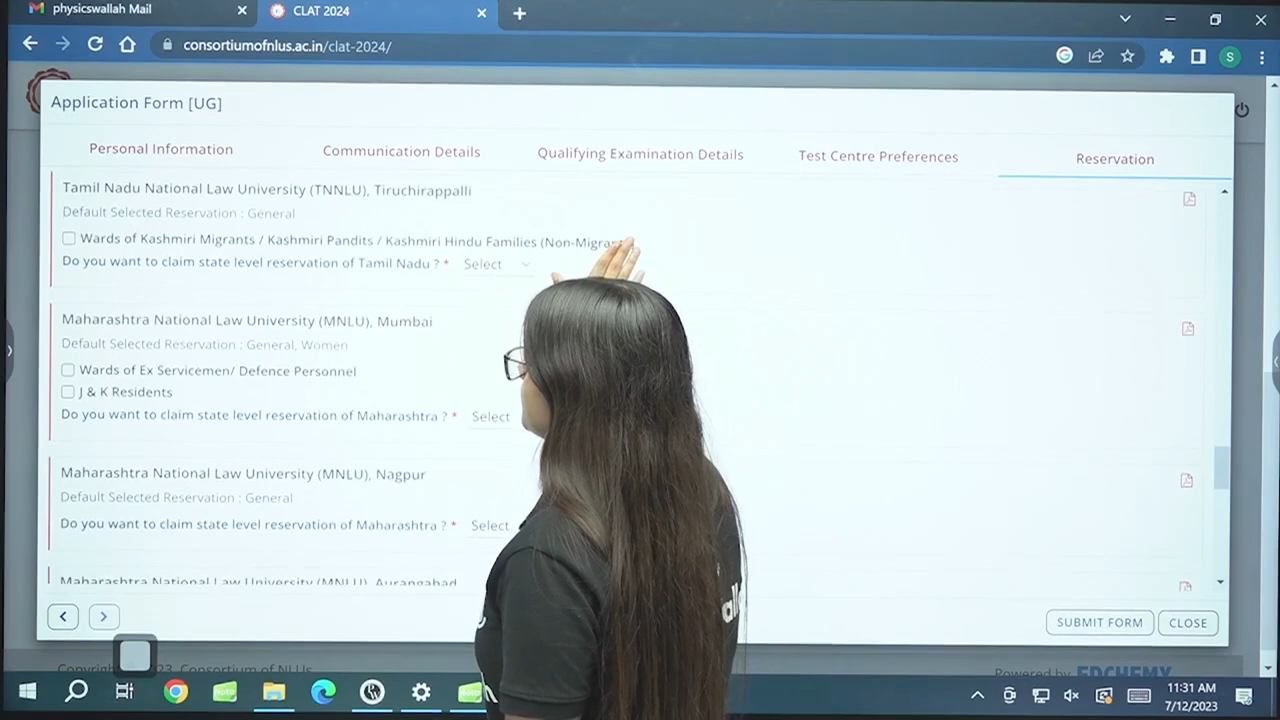 physicswallah Mail
CLAT 2024
consortiumofnlus.ac.in/clat-2024/
S
Application Form [UG]
Personal Information
Communication Details
Qualifying Examination Details
Test Centre Preferences
Reservation
Tamil Nadu National Law University (TNNLU), Tiruchirappalli
Default Selected Reservation : General
Wards of Kashmiri Migrants / Kashmiri Pandits / Kashmiri Hindu Families
Do you want to claim state level reservation of Tamil Nadu ? * Select
Maharashtra National Law University (MNLU), Mumbai
Default Selected Reservation : General, Women
Wards of Ex Servicemen/ Defence Personnel
J & K Residents
Do you want to claim state level reservation of Maharashtra ? * Select
Maharashtra National Law University (MNLU), Nagpur
Default Selected Reservation : General
Do you want to claim state level reservation of Maharashtra ? * Select
Maharashtra National Law University (MNLU), Aurangabad
SUBMIT FORM
CLOSE
Consortium of NLUs
Powered by EDCHEMY
11:31 AM
7/12/2023